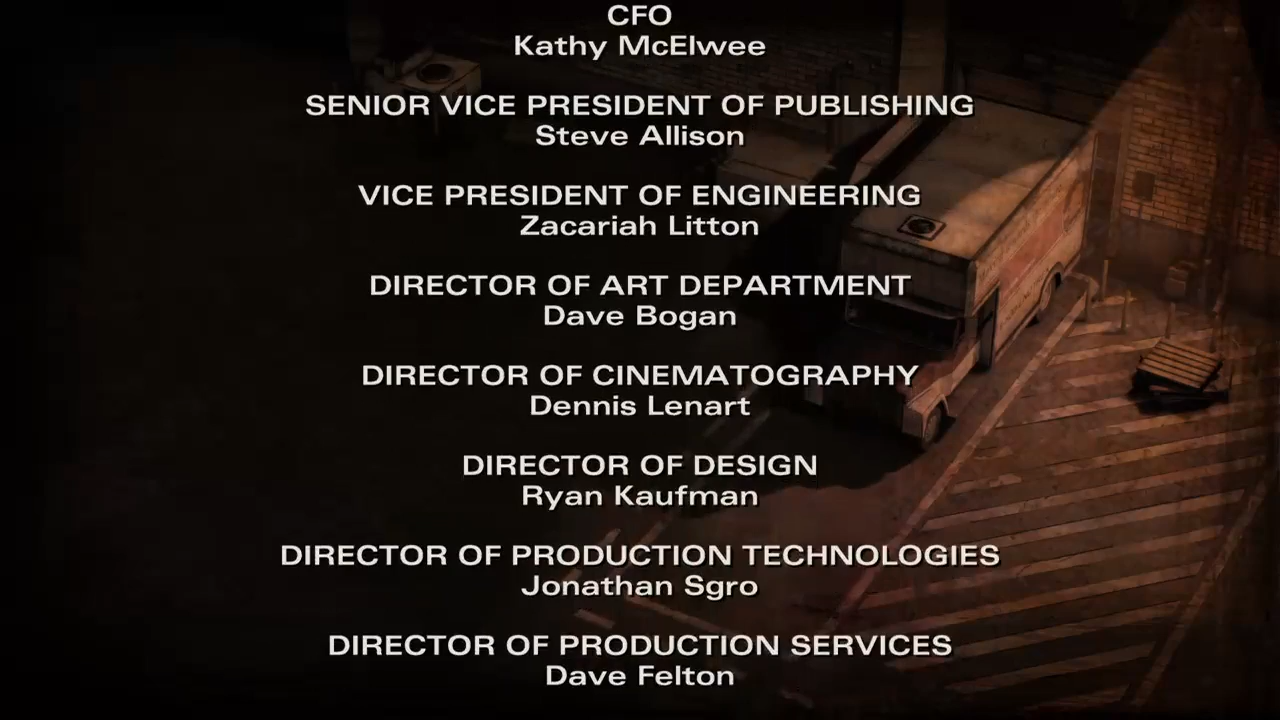 CFO
Kathy McElwee
SENIOR VICE PRESIDENT OF PUBLISHING
Steve Allison
VICE PRESIDENT OF ENGINEERING
Zacariah Litton
DIRECTOR OF ART DEPARTMENT
Dave Bogan
DIRECTOR OF CINEMATOGRAPHY
Dennis Lenart
DIRECTOR OF DESIGN
Ryan Kaufman
DIRECTOR OF PRODUCTION TECHNOLOGIES
Jonathan Sgro
DIRECTOR OF PRODUCTION SERVICES
Dave Felton